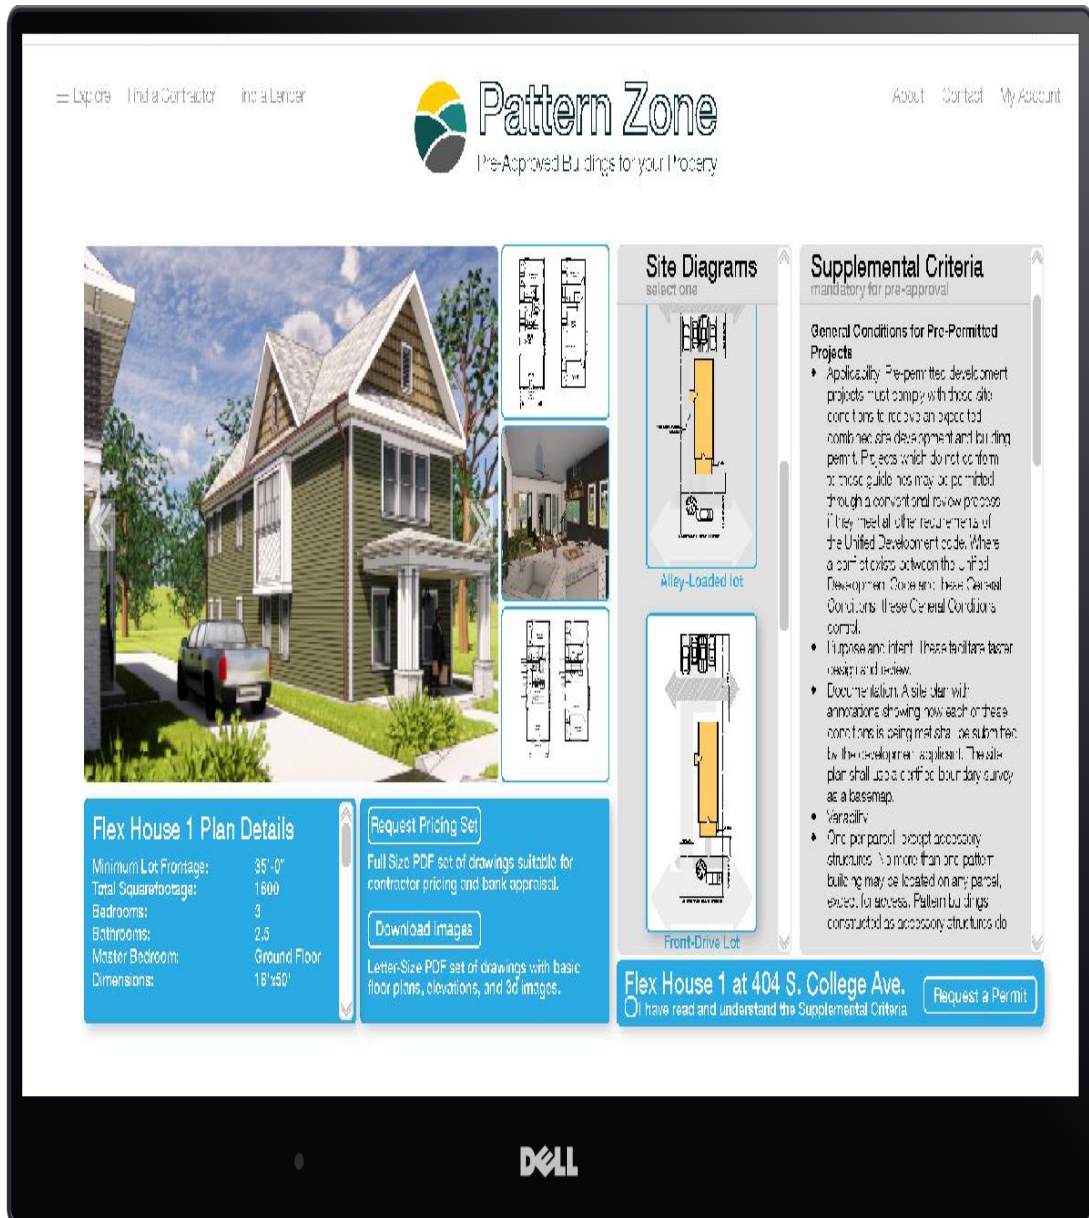 Explore Find a Contractor Find a Lender
Pattern Zone
Pre-Approved Buildings for your Property
About Contact My Account
Site Diagrams
select one
Alley-Loaded lot
Front-Drive Lot
Supplemental Criteria
mandatory for pre-approval
General Conditions for Pre-Permitted
Projects
• Applicability. Pre-permitted development
projects must comply with these site
conditions to recieve an expedited
combined site development and building
permit. Projects which do not conform
to these guidelines may be permitted
through a conventional review process
if they meet all other requirements of
the Unified Development code. Where
a conflict exists between the Unified
Development Code and these General
Conditions, these General Conditions
control.
• Purpose and intent. These facilitate faster
design and review.
• Documentation. A site plan with
annotations showing how each of these
conditions is being met shall be submitted
by the development applicant. The site
plan shall use a certified boundary survey
as a basemap.
• Variability
• One per parcel, except accessory
structures. No more than one pattern
building may be located on any parcel,
except for access. Pattern buildings
constructed as accessory structures do
Flex House 1 Plan Details
Minimum Lot Frontage: 35'-0"
Total Squarefootage: 1800
Bedrooms: 3
Bathrooms: 2.5
Master Bedroom: Ground Floor
Dimensions: 18'x50'
Request Pricing Set
Full Size PDF set of drawings suitable for
contractor pricing and bank appraisal.
Download Images
Letter-Size PDF set of drawings with basic
floor plans, elevations, and 3d images.
Flex House 1 at 404 S. College Ave.
I have read and understand the Supplemental Criteria
Request a Permit
DELL